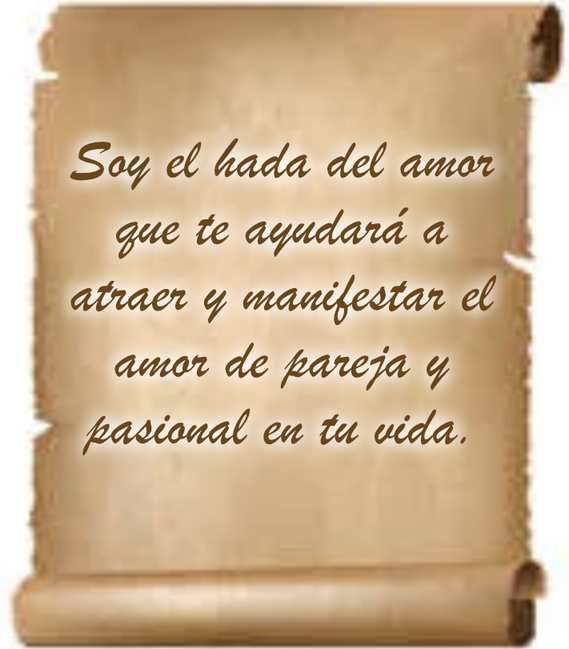 Soy el hada del amor
que te ayudará a
atraer y manifestar el
amor de pareja y
pasional en tu vida.